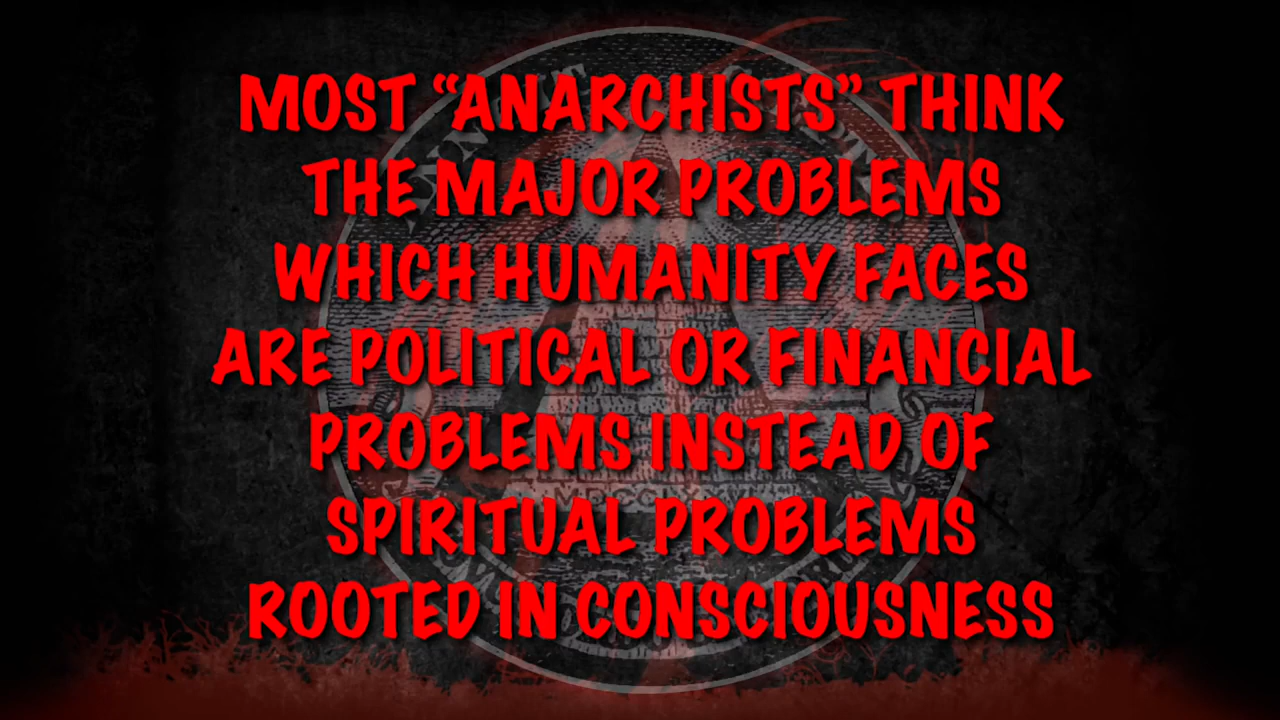 MOST “ANARCHISTS” THINK
THE MAJOR PROBLEMS
WHICH HUMANITY FACES
ARE POLITICAL OR FINANCIAL
PROBLEMS INSTEAD OF
SPIRITUAL PROBLEMS
ROOTED IN CONSCIOUSNESS